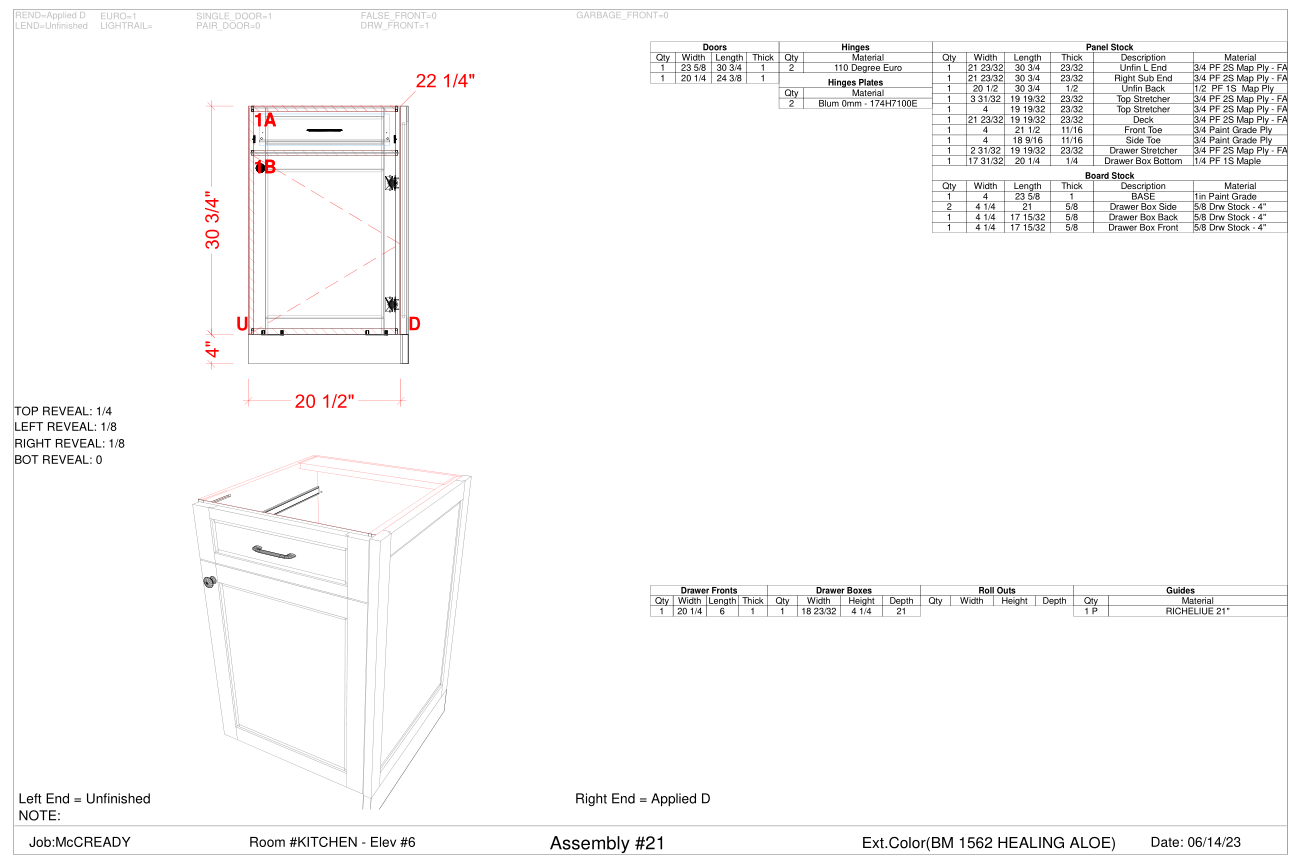 REND=Applied D EURO=1 SINGLE_DOOR=1 FALSE_FRONT=0 GARBAGE_FRONT=0
LEND=Unfinished LIGHTRAIL= PAIR_DOOR=0 DRW_FRONT=1
22 1/4"
1A
1B
30 3/4"
U D
4"
20 1/2"
TOP REVEAL: 1/4
LEFT REVEAL: 1/8
RIGHT REVEAL: 1/8
BOT REVEAL: 0
Doors
Qty Width Length Thick
1 23 5/8 30 3/4 1
1 20 1/4 24 3/8 1
Hinges
Qty Material
2 110 Degree Euro
Hinges Plates
Qty Material
2 Blum 0mm - 174H7100E
Panel Stock
Qty Width Length Thick Description Material
1 21 23/32 30 3/4 23/32 Unfin L End 3/4 PF 2S Map Ply - FA
1 21 23/32 30 3/4 23/32 Right Sub End 3/4 PF 2S Map Ply - FA
1 20 1/2 30 3/4 1/2 Unfin Back 1/2 PF 1S Map Ply
1 3 31/32 19 19/32 23/32 Top Stretcher 3/4 PF 2S Map Ply - FA
1 4 19 19/32 23/32 Top Stretcher 3/4 PF 2S Map Ply - FA
1 21 23/32 19 19/32 23/32 Deck 3/4 PF 2S Map Ply - FA
1 4 21 1/2 11/16 Front Toe 3/4 Paint Grade Ply
1 4 18 9/16 11/16 Side Toe 3/4 Paint Grade Ply
1 2 31/32 19 19/32 23/32 Drawer Stretcher 3/4 PF 2S Map Ply - FA
1 17 31/32 20 1/4 1/4 Drawer Box Bottom 1/4 PF 1S Maple
Board Stock
Qty Width Length Thick Description Material
1 4 23 5/8 1 BASE 1in Paint Grade
2 4 1/4 21 5/8 Drawer Box Side 5/8 Drw Stock - 4"
1 4 1/4 17 15/32 5/8 Drawer Box Back 5/8 Drw Stock - 4"
1 4 1/4 17 15/32 5/8 Drawer Box Front 5/8 Drw Stock - 4"
Drawer Fronts Drawer Boxes Roll Outs Guides
Qty Width Length Thick Qty Width Height Depth Qty Width Height Depth Qty Material
1 20 1/4 6 1 1 18 23/32 4 1/4 21 1 P RICHELIUE 21"
Left End = Unfinished Right End = Applied D
NOTE:
Job:McCREADY Room #KITCHEN - Elev #6 Assembly #21 Ext.Color(BM 1562 HEALING ALOE) Date: 06/14/23